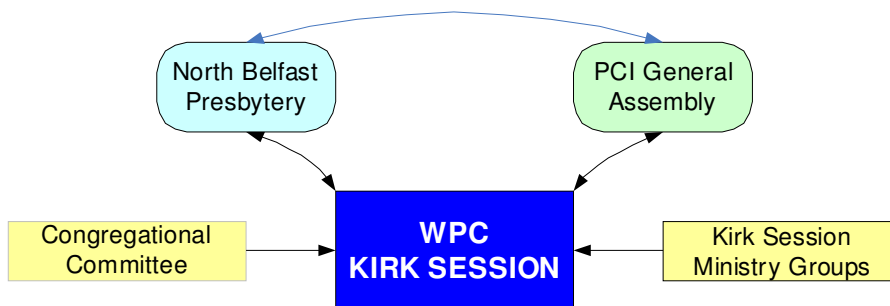 North Belfast
Presbytery
PCI General
Assembly
Congregational
Committee
WPC
KIRK SESSION
Kirk Session
Ministry Groups